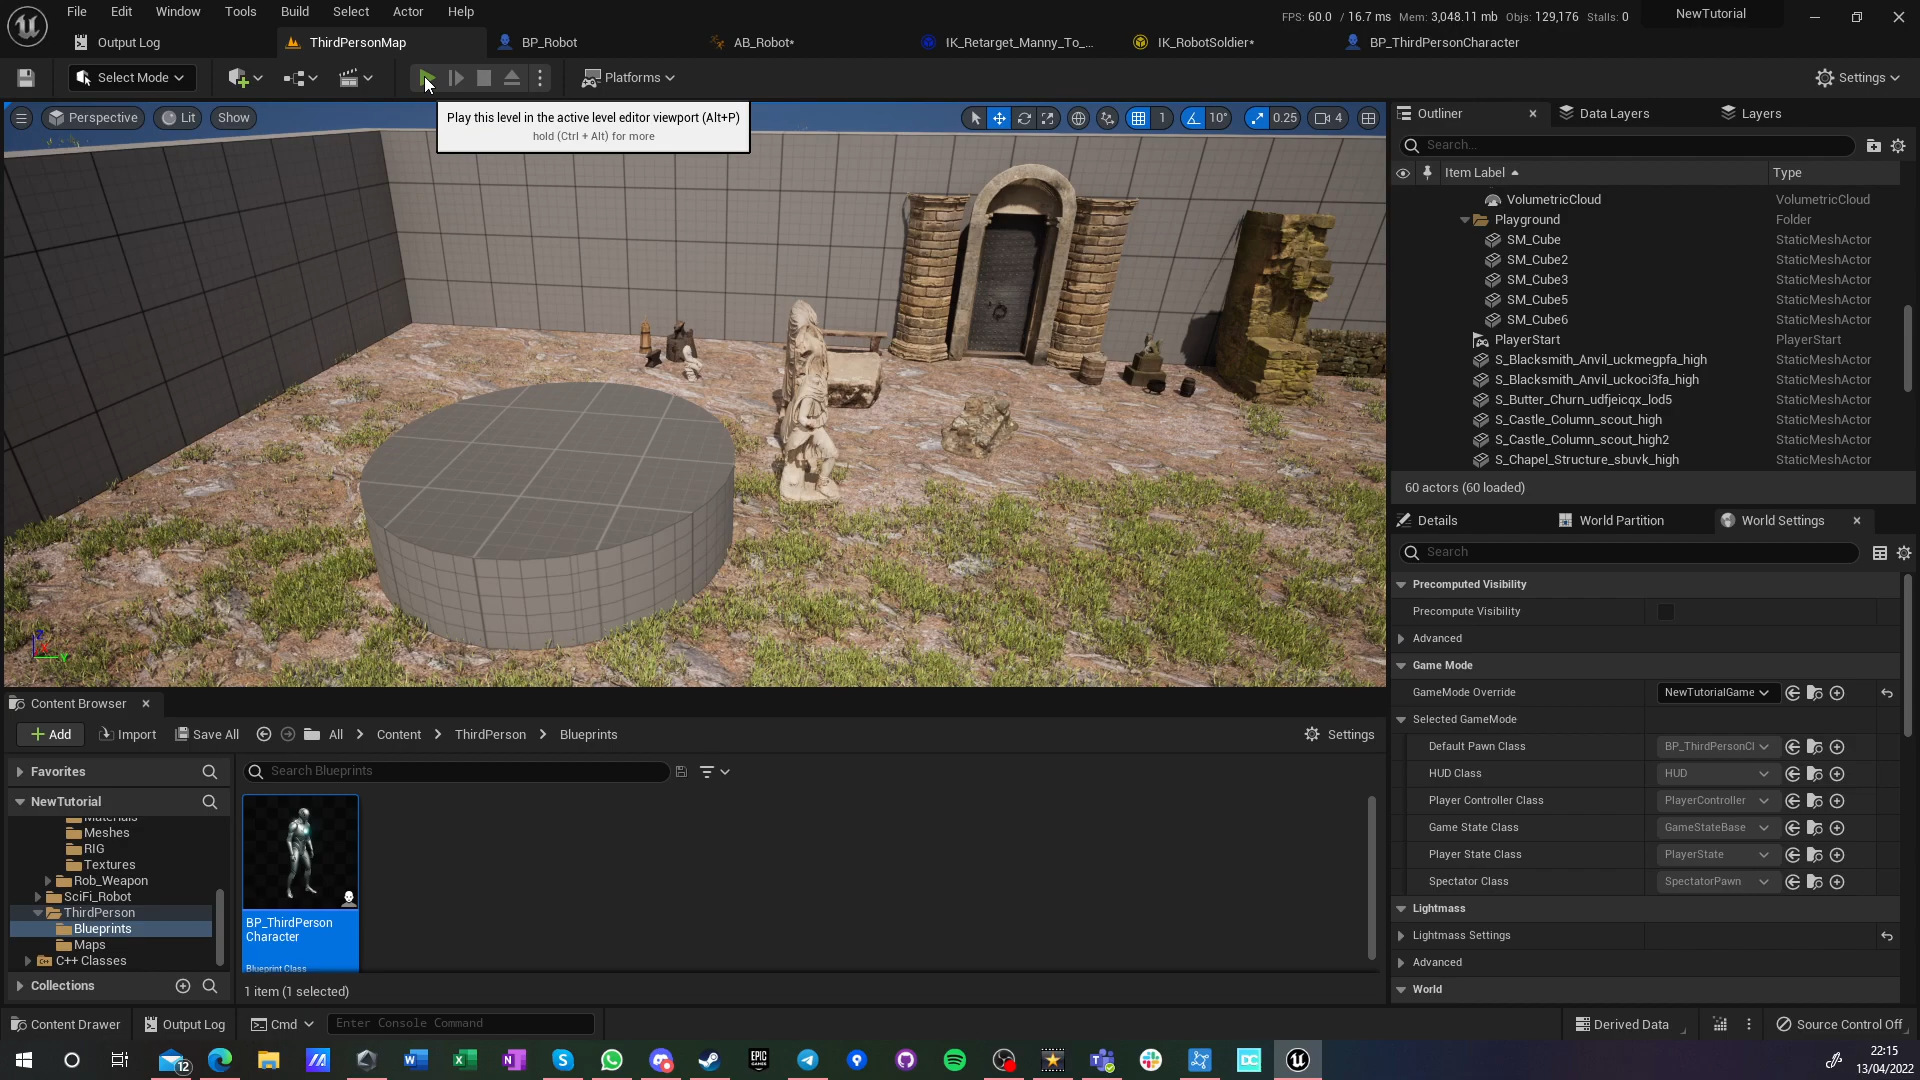 File Edit Window Tools Build Select Actor Help
FPS: 60.0 / 16.7 ms Mem: 3,048.11 mb Objs: 129,176 Stalls: 0
NewTutorial
Output Log
ThirdPersonMap
BP_Robot
AB_Robot*
IK_Retarget_Manny_To_...
IK_RobotSoldier*
BP_ThirdPersonCharacter
Select Mode
Platforms
Settings
Perspective
Lit
Show
Play this level in the active level editor viewport (Alt+P)
hold (Ctrl + Alt) for more
1
10°
0.25
4
Outliner
Data Layers
Layers
Search...
Item Label
Type
VolumetricCloud VolumetricCloud
Playground Folder
SM_Cube StaticMeshActor
SM_Cube2 StaticMeshActor
SM_Cube3 StaticMeshActor
SM_Cube5 StaticMeshActor
SM_Cube6 StaticMeshActor
PlayerStart PlayerStart
S_Blacksmith_Anvil_uckmegpfa_high StaticMeshActor
S_Blacksmith_Anvil_uckoci3fa_high StaticMeshActor
S_Butter_Churn_udfjeicqx_lod5 StaticMeshActor
S_Castle_Column_scout_high StaticMeshActor
S_Castle_Column_scout_high2 StaticMeshActor
S_Chapel_Structure_sbuvk_high StaticMeshActor
60 actors (60 loaded)
Details
World Partition
World Settings
Search
Precomputed Visibility
Precompute Visibility
Advanced
Game Mode
GameMode Override NewTutorialGame
Selected GameMode
Default Pawn Class BP_ThirdPersonCl
HUD Class HUD
Player Controller Class PlayerController
Game State Class GameStateBase
Player State Class PlayerState
Spectator Class SpectatorPawn
Lightmass
Lightmass Settings
Advanced
World
Content Browser
Add
Import
Save All
All
Content
ThirdPerson
Blueprints
Settings
Favorites
NewTutorial
Materials
Meshes
RIG
Textures
Rob_Weapon
SciFi_Robot
ThirdPerson
Blueprints
Maps
C++ Classes
Collections
Search Blueprints
BP_ThirdPerson
Character
Blueprint Class
1 item (1 selected)
Content Drawer
Output Log
Cmd
Enter Console Command
Derived Data
Source Control Off
12
EPIC
GAMES
DC
22:15
13/04/2022